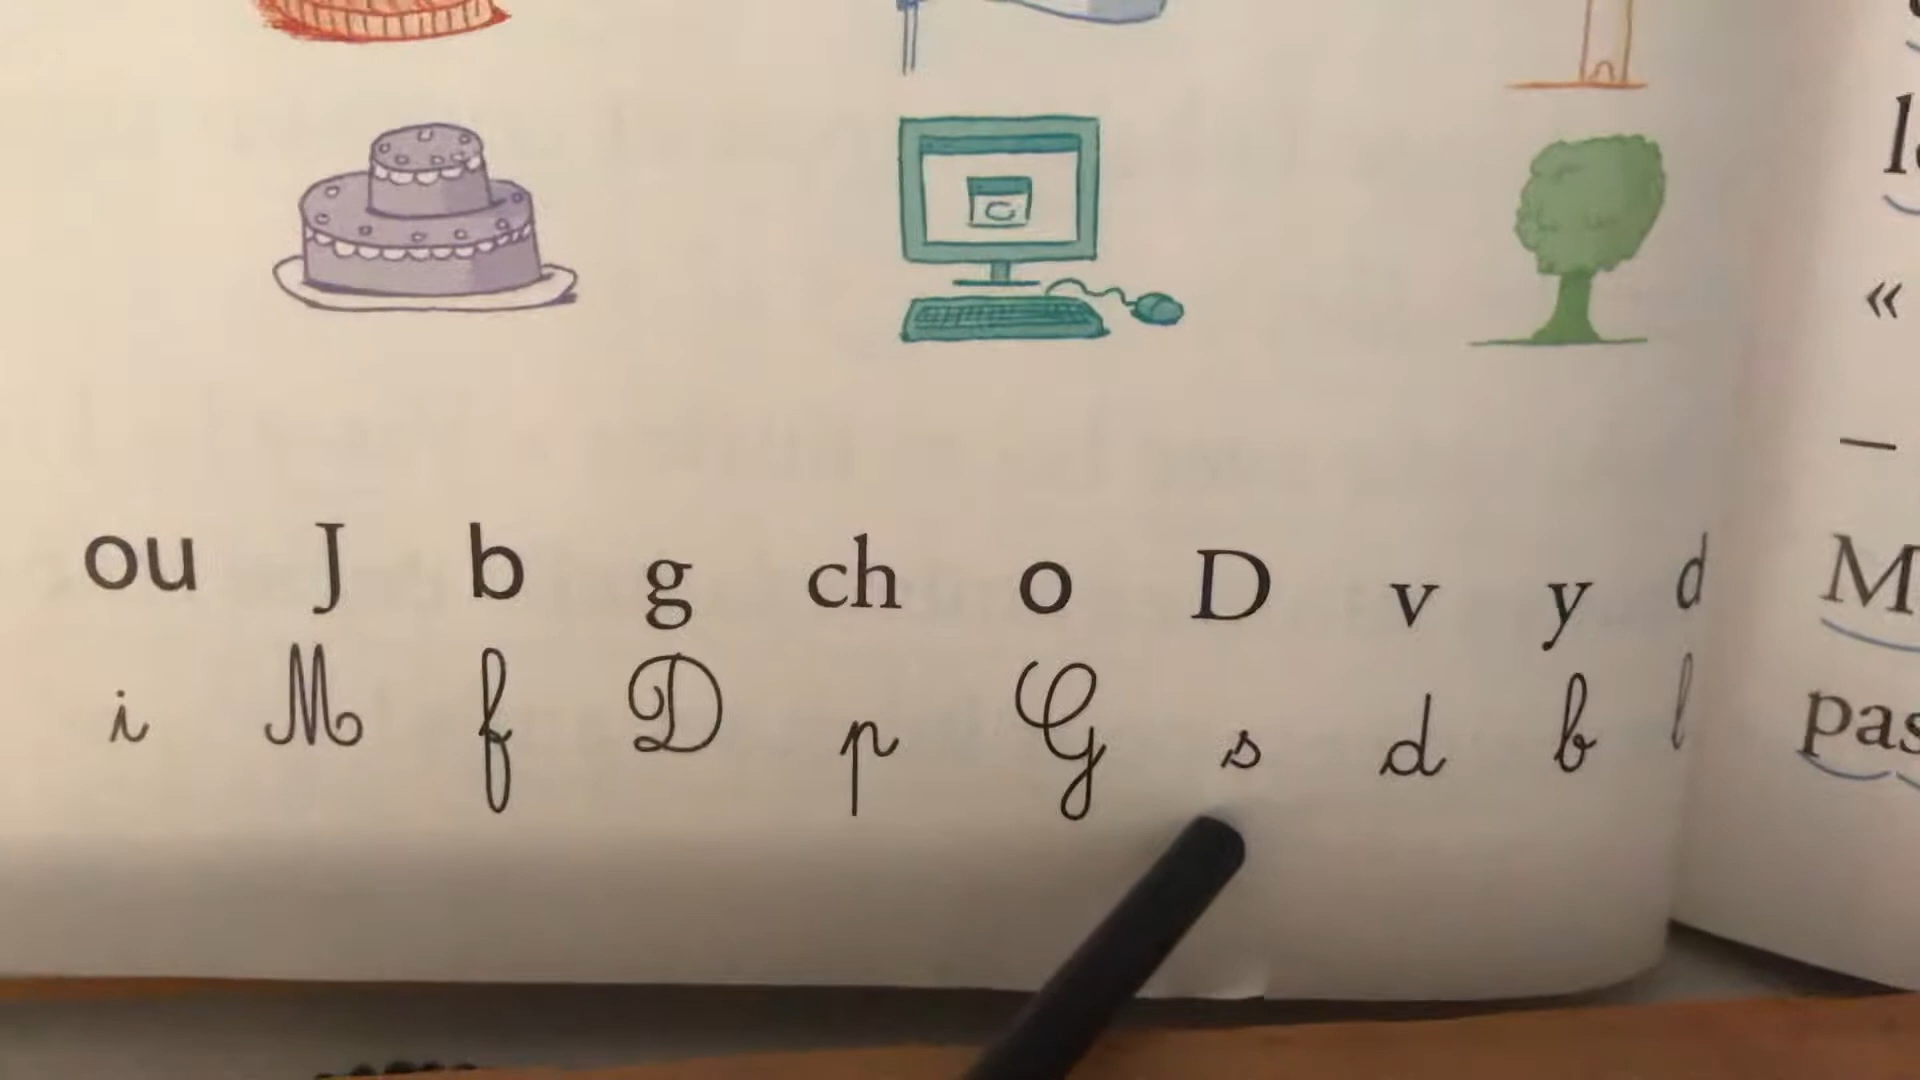 ou J b g ch o D v y d
i M f D p G s d b l
«
—
M
pas